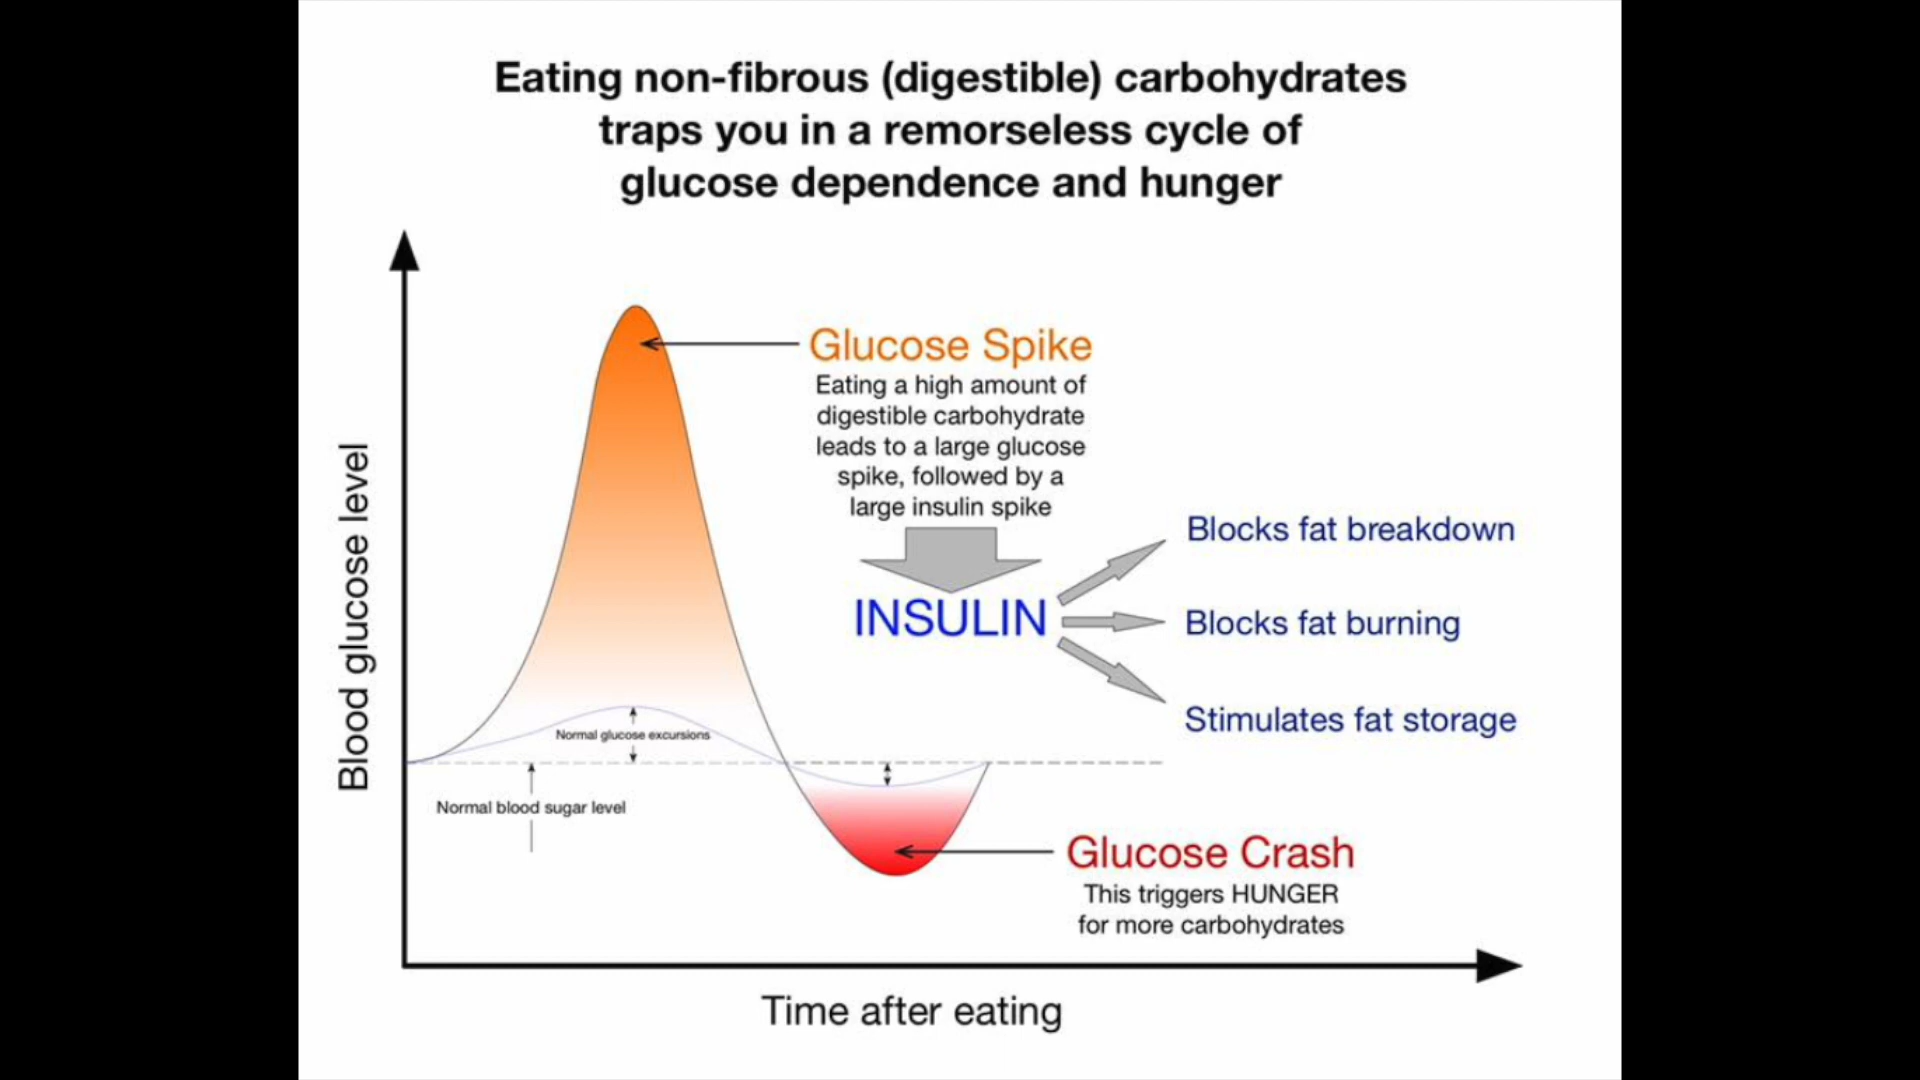 Eating non-fibrous (digestible) carbohydrates
traps you in a remorseless cycle of
glucose dependence and hunger
Blood glucose level
Glucose Spike
Eating a high amount of
digestible carbohydrate
leads to a large glucose
spike, followed by a
large insulin spike
INSULIN
Blocks fat breakdown
Blocks fat burning
Stimulates fat storage
Normal glucose excursions
Normal blood sugar level
Glucose Crash
This triggers HUNGER
for more carbohydrates
Time after eating